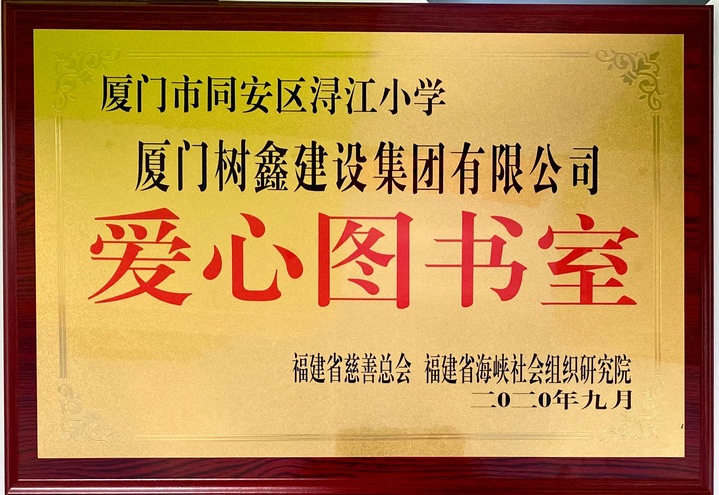 厦门市同安区浔江小学
厦门树鑫建设集团有限公司
爱心图书室
福建省慈善总会 福建省海峡社会组织研究院
二0二0年九月